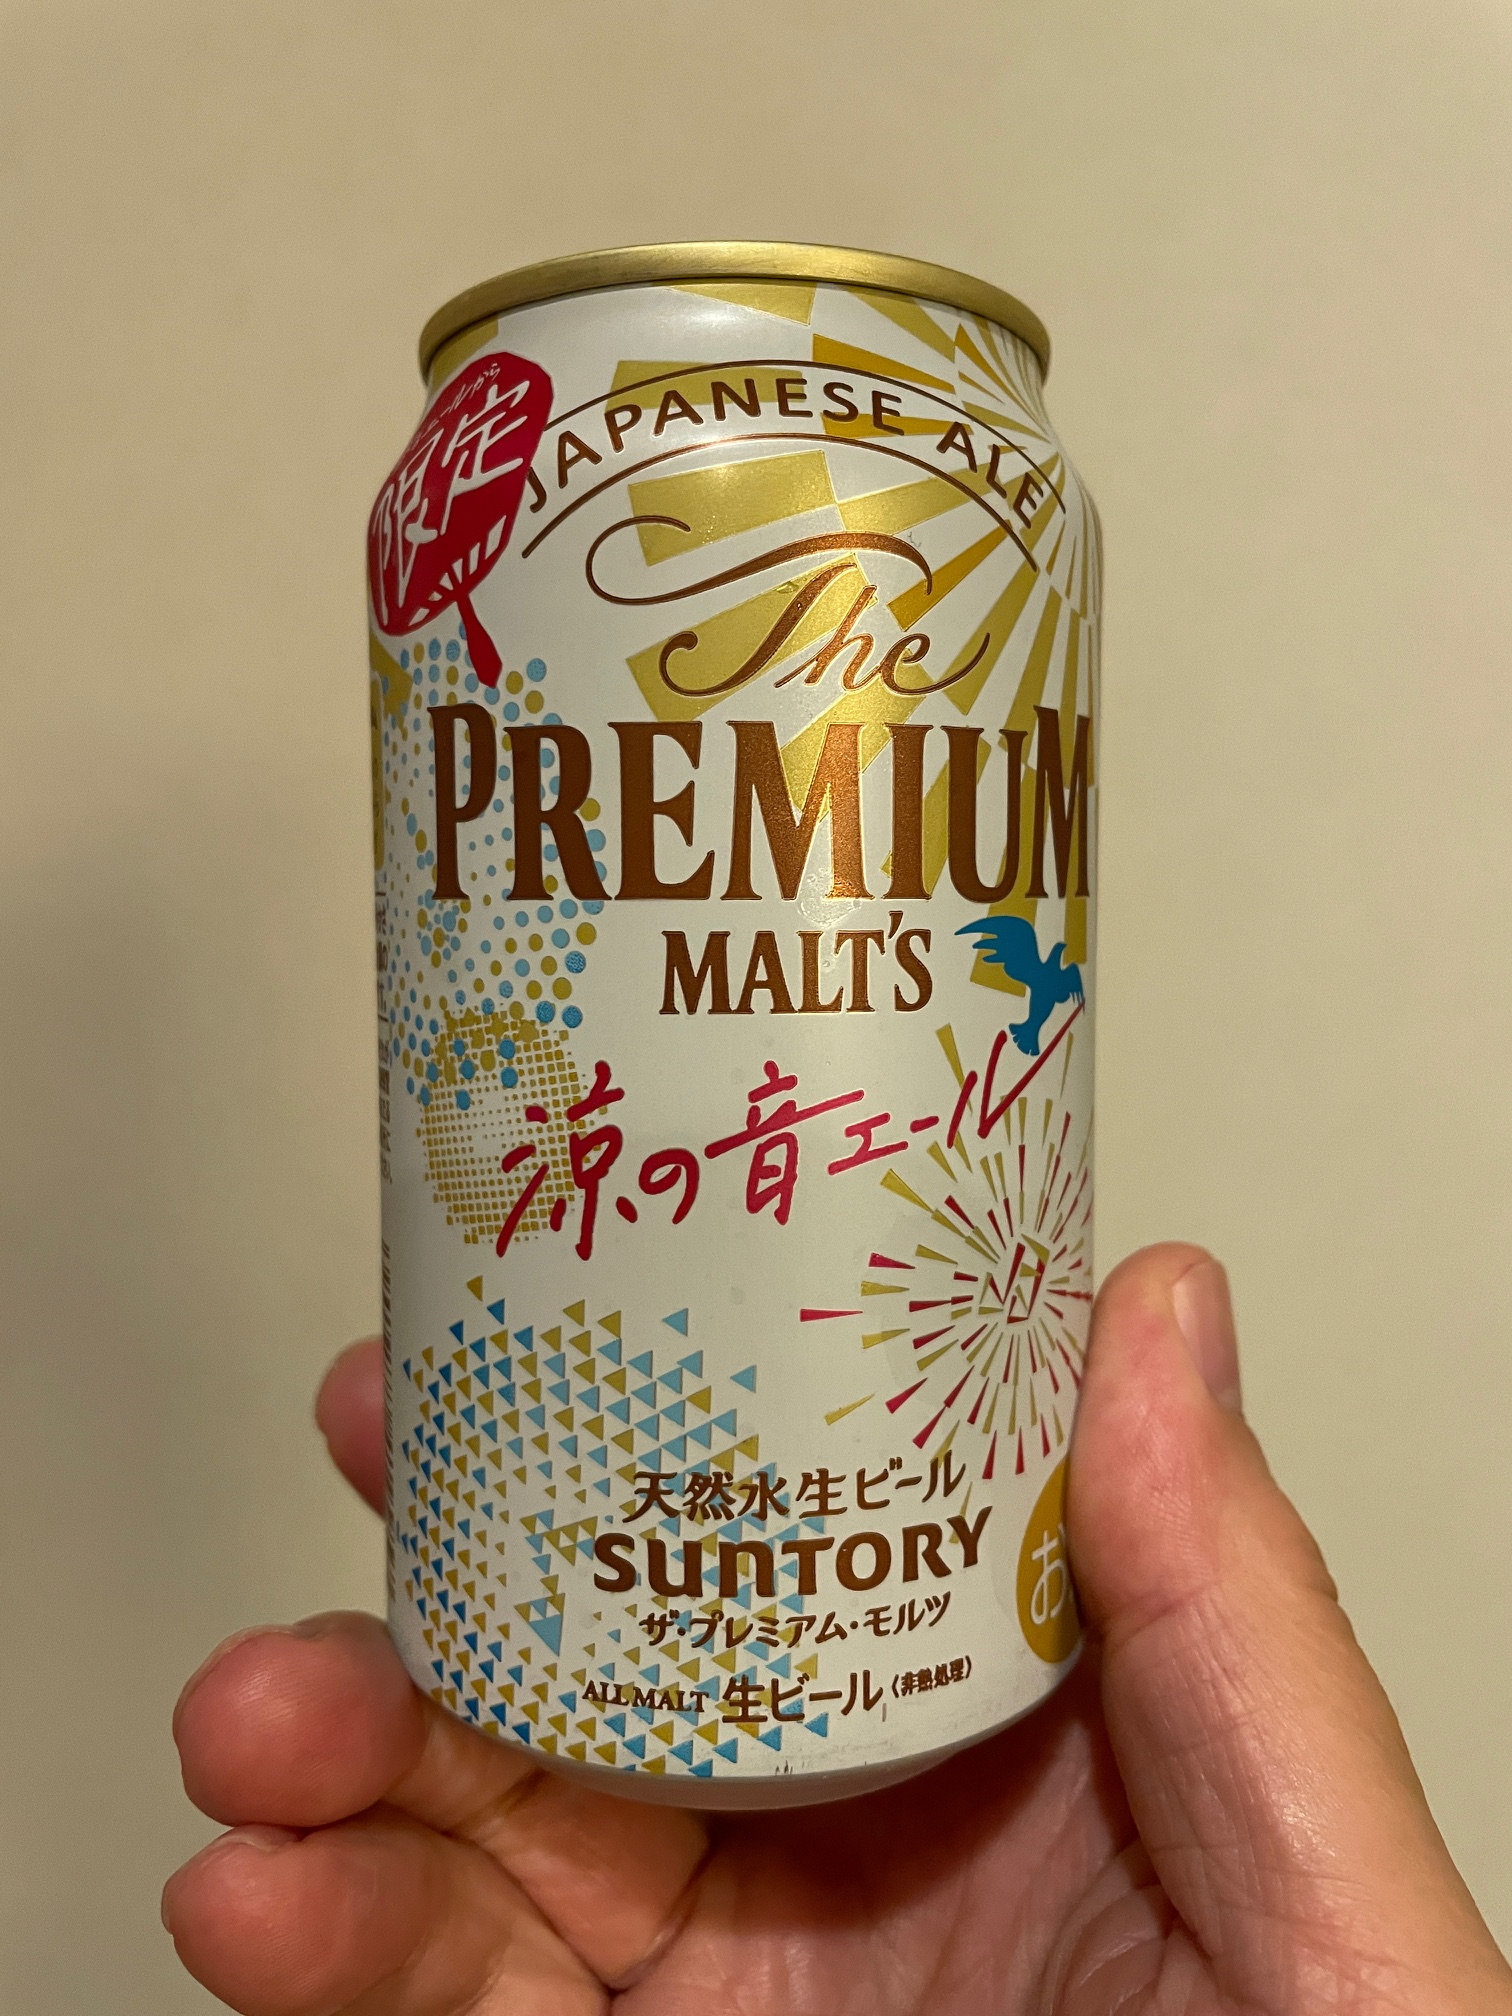 限定
JAPANESE ALE
The
PREMIUM
MALT'S
涼の音エール
天然水生ビール
SUNTORY
ザ・プレミアム・モルツ
ALL MALT 生ビール〈非熱処理〉
お